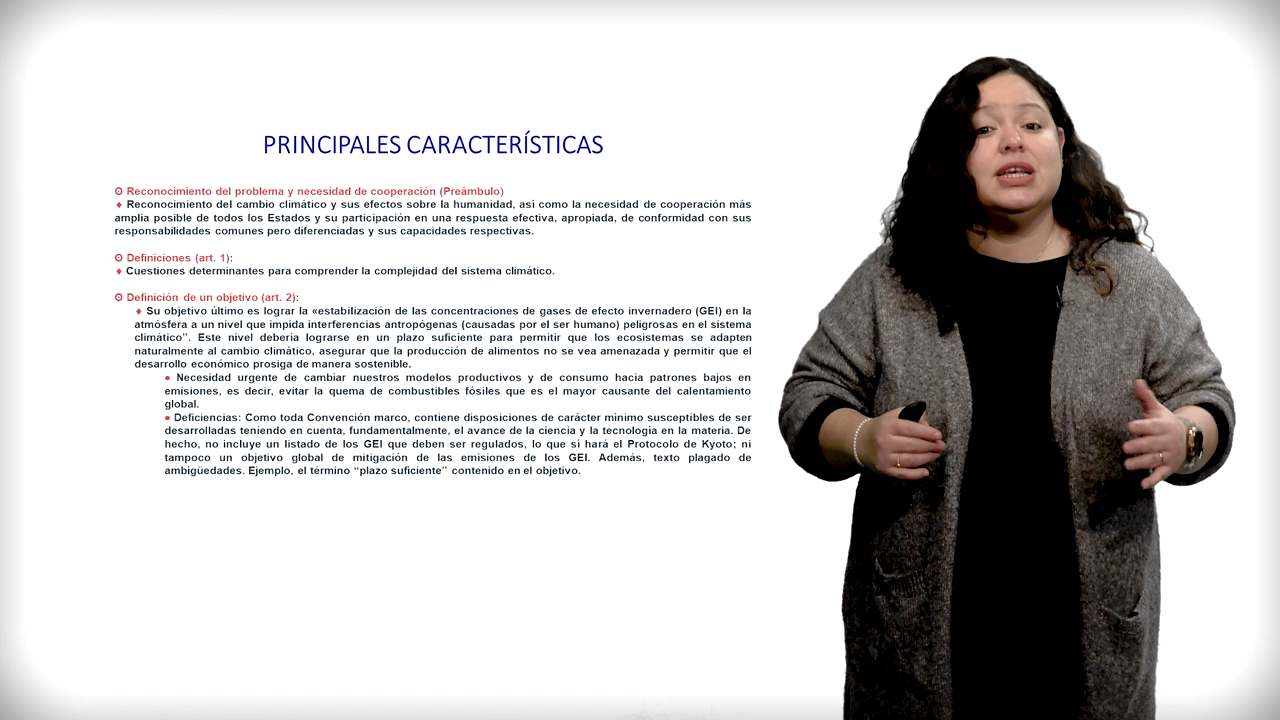 PRINCIPALES CARACTERÍSTICAS
ʘ Reconocimiento del problema y necesidad de cooperación (Preámbulo)
♦ Reconocimiento del cambio climático y sus efectos sobre la humanidad, así como la necesidad de cooperación más
amplia posible de todos los Estados y su participación en una respuesta efectiva, apropiada, de conformidad con sus
responsabilidades comunes pero diferenciadas y sus capacidades respectivas.
ʘ Definiciones (art. 1):
♦ Cuestiones determinantes para comprender la complejidad del sistema climático.
ʘ Definición de un objetivo (art. 2):
♦ Su objetivo último es lograr la «estabilización de las concentraciones de gases de efecto invernadero (GEI) en la
atmósfera a un nivel que impida interferencias antropógenas (causadas por el ser humano) peligrosas en el sistema
climático". Este nivel debería lograrse en un plazo suficiente para permitir que los ecosistemas se adapten
naturalmente al cambio climático, asegurar que la producción de alimentos no se vea amenazada y permitir que el
desarrollo económico prosiga de manera sostenible.
● Necesidad urgente de cambiar nuestros modelos productivos y de consumo hacia patrones bajos en
emisiones, es decir, evitar la quema de combustibles fósiles que es el mayor causante del calentamiento
global.
● Deficiencias: Como toda Convención marco, contiene disposiciones de carácter mínimo susceptibles de ser
desarrolladas teniendo en cuenta, fundamentalmente, el avance de la ciencia y la tecnología en la materia. De
hecho, no incluye un listado de los GEI que deben ser regulados, lo que sí hará el Protocolo de Kyoto; ni
tampoco un objetivo global de mitigación de las emisiones de los GEI. Además, texto plagado de
ambigüedades. Ejemplo, el término "plazo suficiente" contenido en el objetivo.